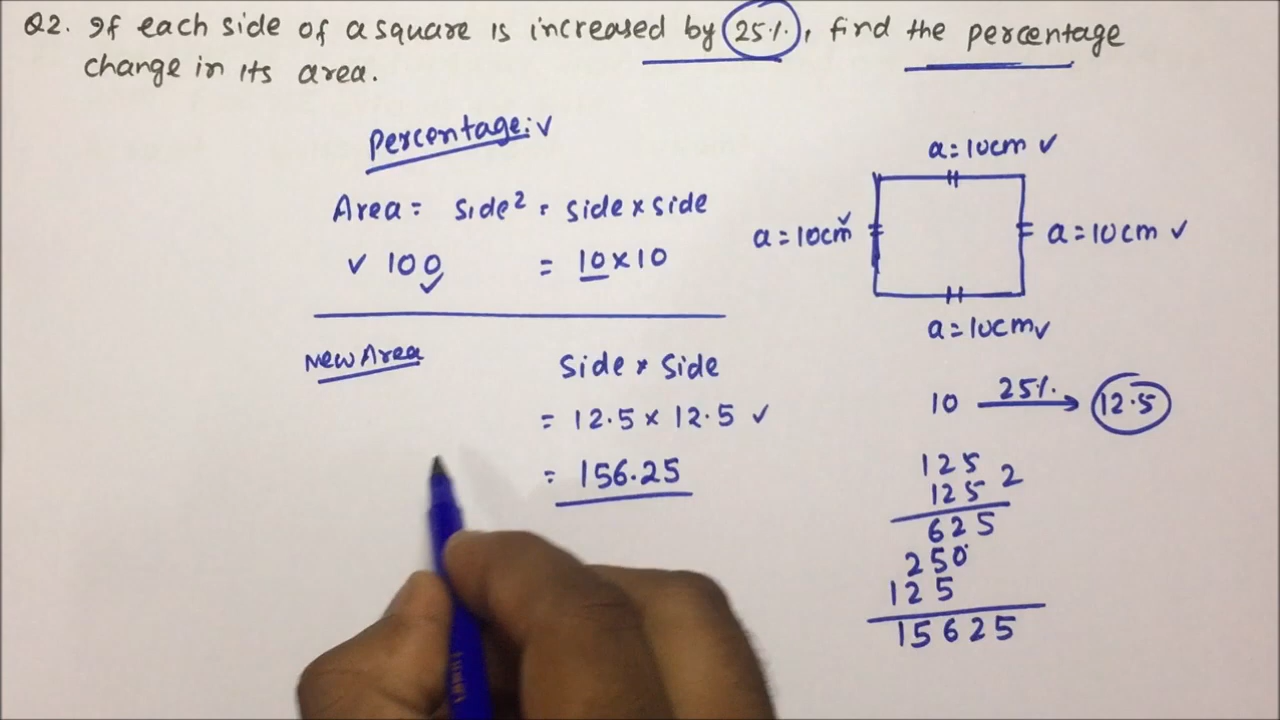 Q2. If each side of a square is increased by 25%, find the percentage
change in its area.
Percentage:✓
Area = side² = side x side
✓ 100 = 10 x 10
New Area
Side * Side
= 12.5 x 12.5 ✓
= 156.25
a=10cm ✓
a=10cm ✓
a=10cm ✓
a=10cm ✓
10 25% → 12.5
125
125 2
625
250
125
15625